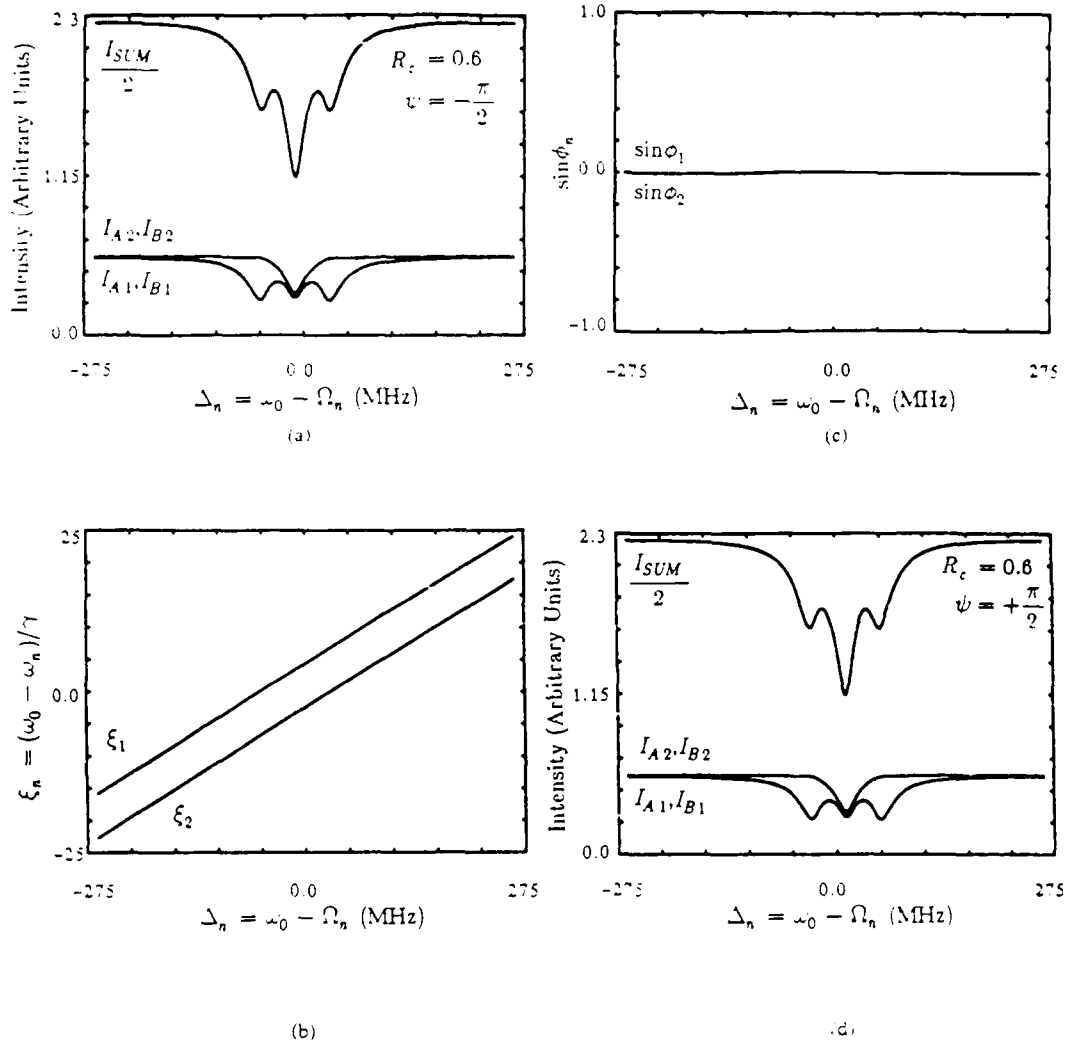 2.3
I_SUM
2
R_c = 0.6
ψ = −π/2
1.15
I_A2, I_B2
I_A1, I_B1
0.0
Intensity (Arbitrary Units)
-275
0.0
275
Δ_n = ω_0 − Ω_n (MHz)
(a)
1.0
sinϕ_n
sinϕ_1
0.0
sinϕ_2
-1.0
-275
0.0
275
Δ_n = ω_0 − Ω_n (MHz)
(c)
25
ξ_n = (ω_0 − ω_n)/γ
0.0
ξ_1
ξ_2
-25
-275
0.0
275
Δ_n = ω_0 − Ω_n (MHz)
(b)
2.3
I_SUM
2
R_c = 0.6
ψ = +π/2
1.15
I_A2, I_B2
I_A1, I_B1
0.0
Intensity (Arbitrary Units)
-275
0.0
275
Δ_n = ω_0 − Ω_n (MHz)
(d)